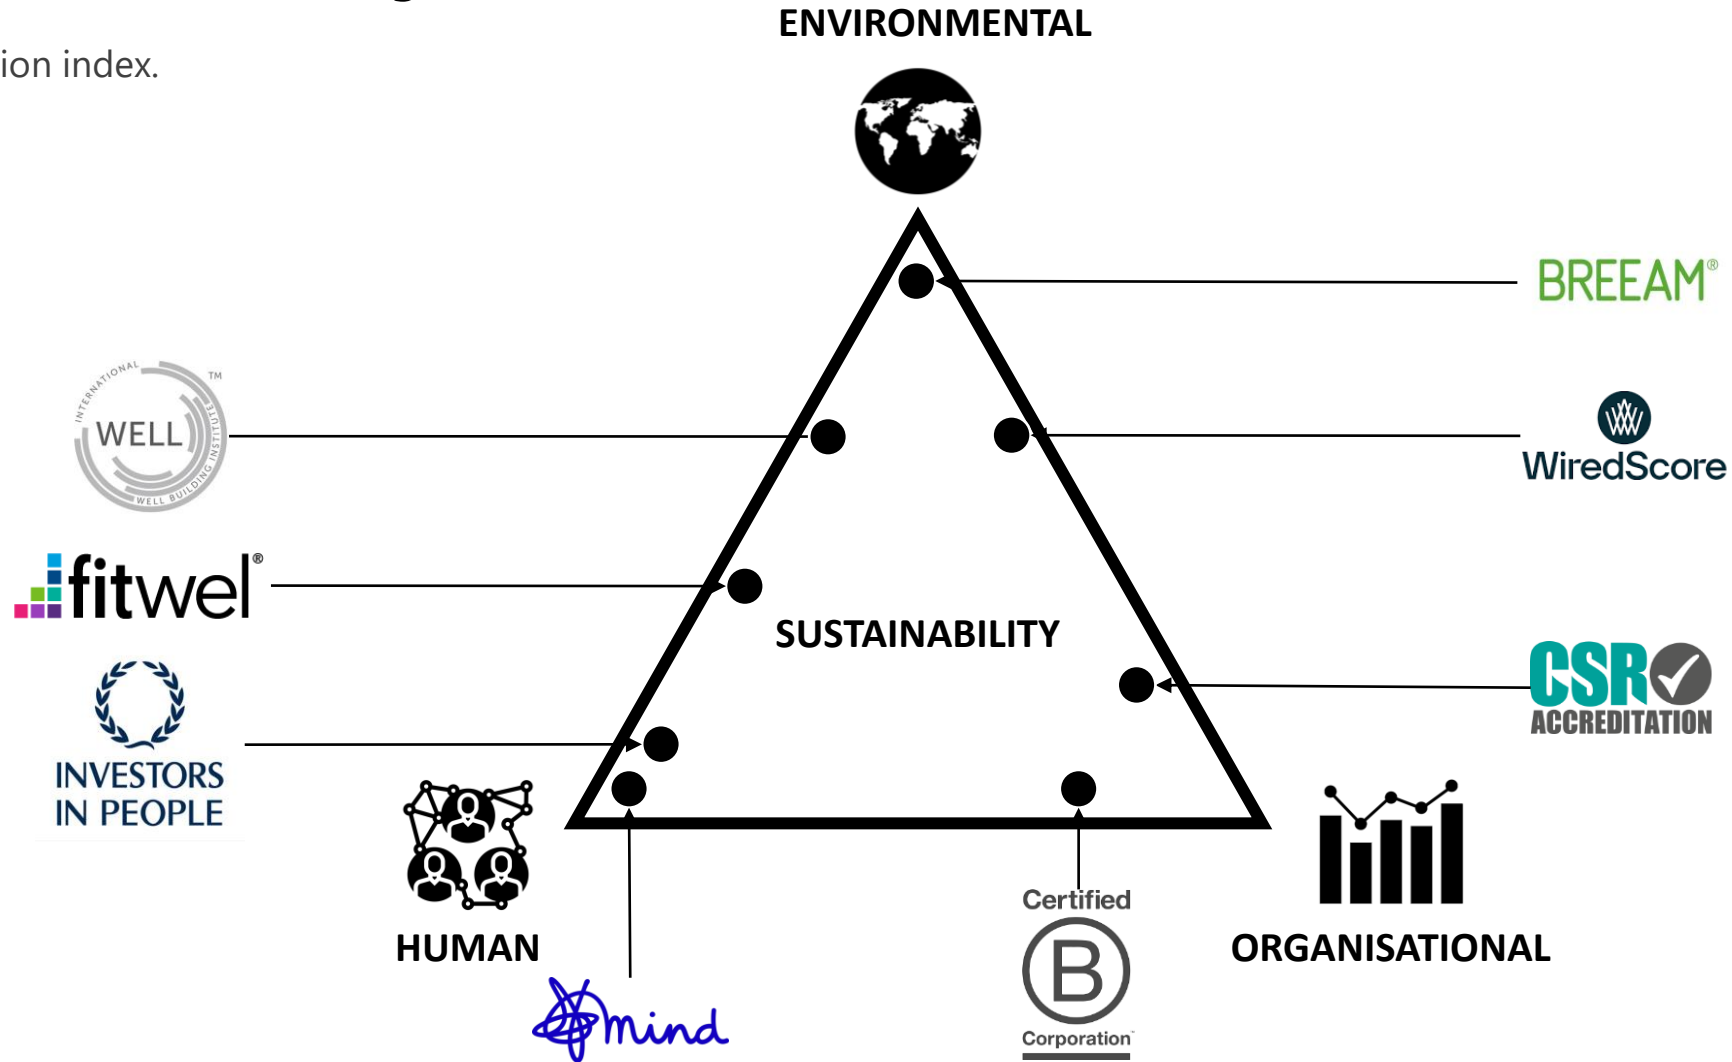 ENVIRONMENTAL
ion index.
BREEAM®
INTERNATIONAL
TM
WELL
WELL BUILDING INSTITUTE
WiredScore
fitwel®
SUSTAINABILITY
CSR
ACCREDITATION
INVESTORS
IN PEOPLE
Certified
HUMAN
ORGANISATIONAL
B
mind
Corporation